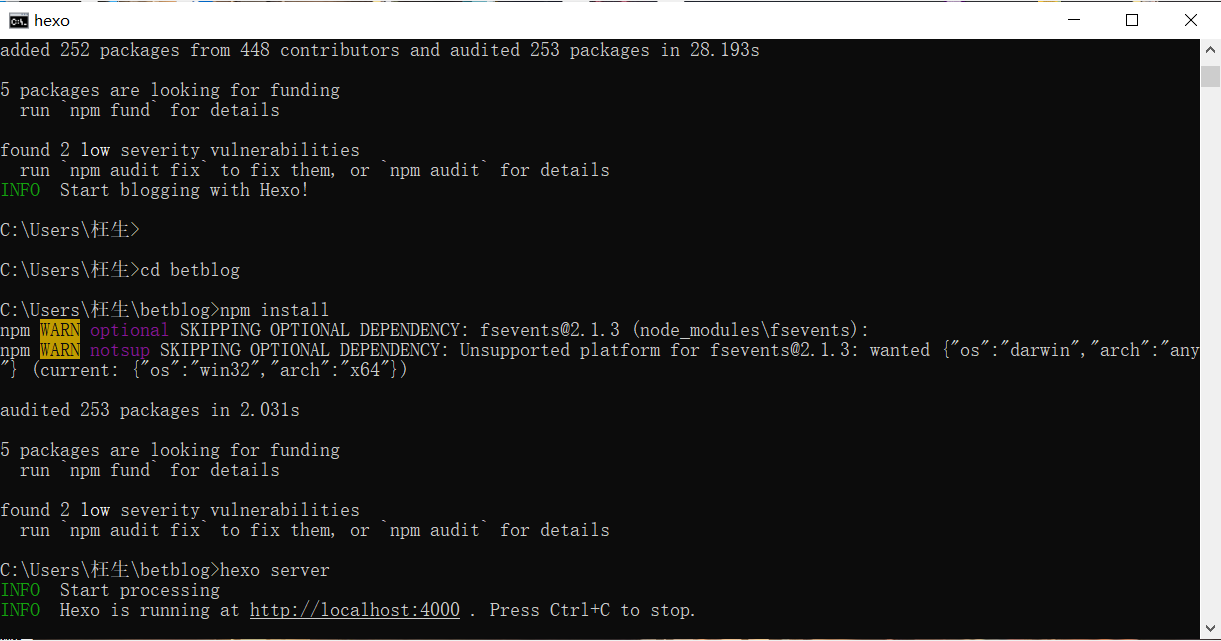 hexo
added 252 packages from 448 contributors and audited 253 packages in 28.193s
5 packages are looking for funding
run `npm fund` for details
found 2 low severity vulnerabilities
run `npm audit fix` to fix them, or `npm audit` for details
INFO  Start blogging with Hexo!
C:\Users\枉生>
C:\Users\枉生>cd betblog
C:\Users\枉生\betblog>npm install
npm WARN optional SKIPPING OPTIONAL DEPENDENCY: fsevents@2.1.3 (node_modules\fsevents):
npm WARN notsup SKIPPING OPTIONAL DEPENDENCY: Unsupported platform for fsevents@2.1.3: wanted {"os":"darwin","arch":"any
"} (current: {"os":"win32","arch":"x64"})
audited 253 packages in 2.031s
5 packages are looking for funding
run `npm fund` for details
found 2 low severity vulnerabilities
run `npm audit fix` to fix them, or `npm audit` for details
C:\Users\枉生\betblog>hexo server
INFO  Start processing
INFO  Hexo is running at http://localhost:4000 . Press Ctrl+C to stop.